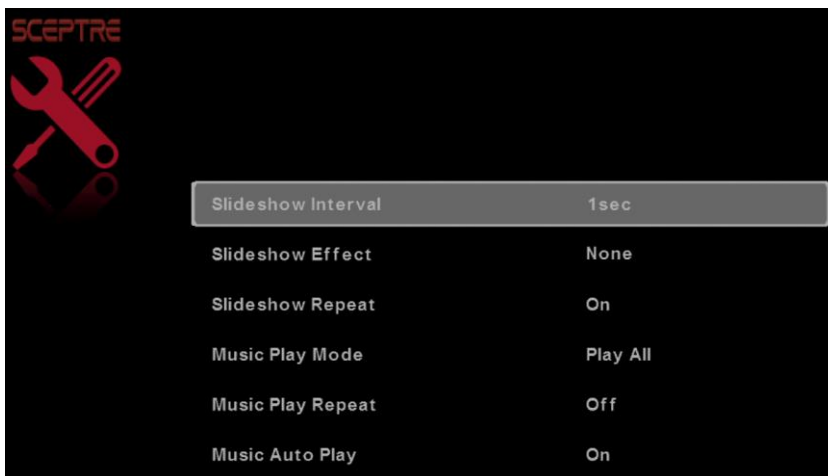 SCEPTRE
Slideshow Interval 1sec
Slideshow Effect None
Slideshow Repeat On
Music Play Mode Play All
Music Play Repeat Off
Music Auto Play On